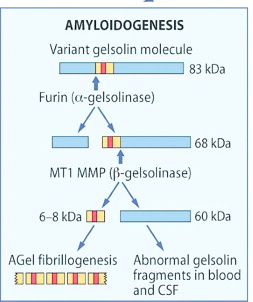 AMYLOIDOGENESIS
Variant gelsolin molecule
83 kDa
Furin (α-gelsolinase)
68 kDa
MT1 MMP (β-gelsolinase)
6–8 kDa
60 kDa
AGel fibrillogenesis
Abnormal gelsolin
fragments in blood
and CSF